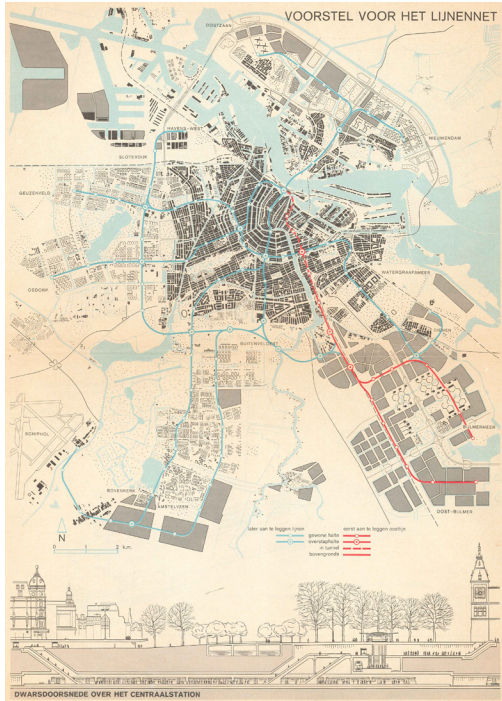 VOORSTEL VOOR HET LIJNENNET
OOSTZAAN
NIEUWENDAM
HAVENS-WEST
SLOTERDIJK
GEUZENVELD
WATERGRAAFSMEER
OSDORP
DIEMEN
BUITENVELDERT
SCHIPHOL
BIJLMERMEER
BOVENKERK
AMSTELVEEN
OOST-BIJLMER
N
0 1 2 km
later aan te leggen lijnen
eerst aan te leggen oostlijn
gewone halte
overstaphalte
in tunnel
bovengronds
DWARSDOORSNEDE OVER HET CENTRAALSTATION